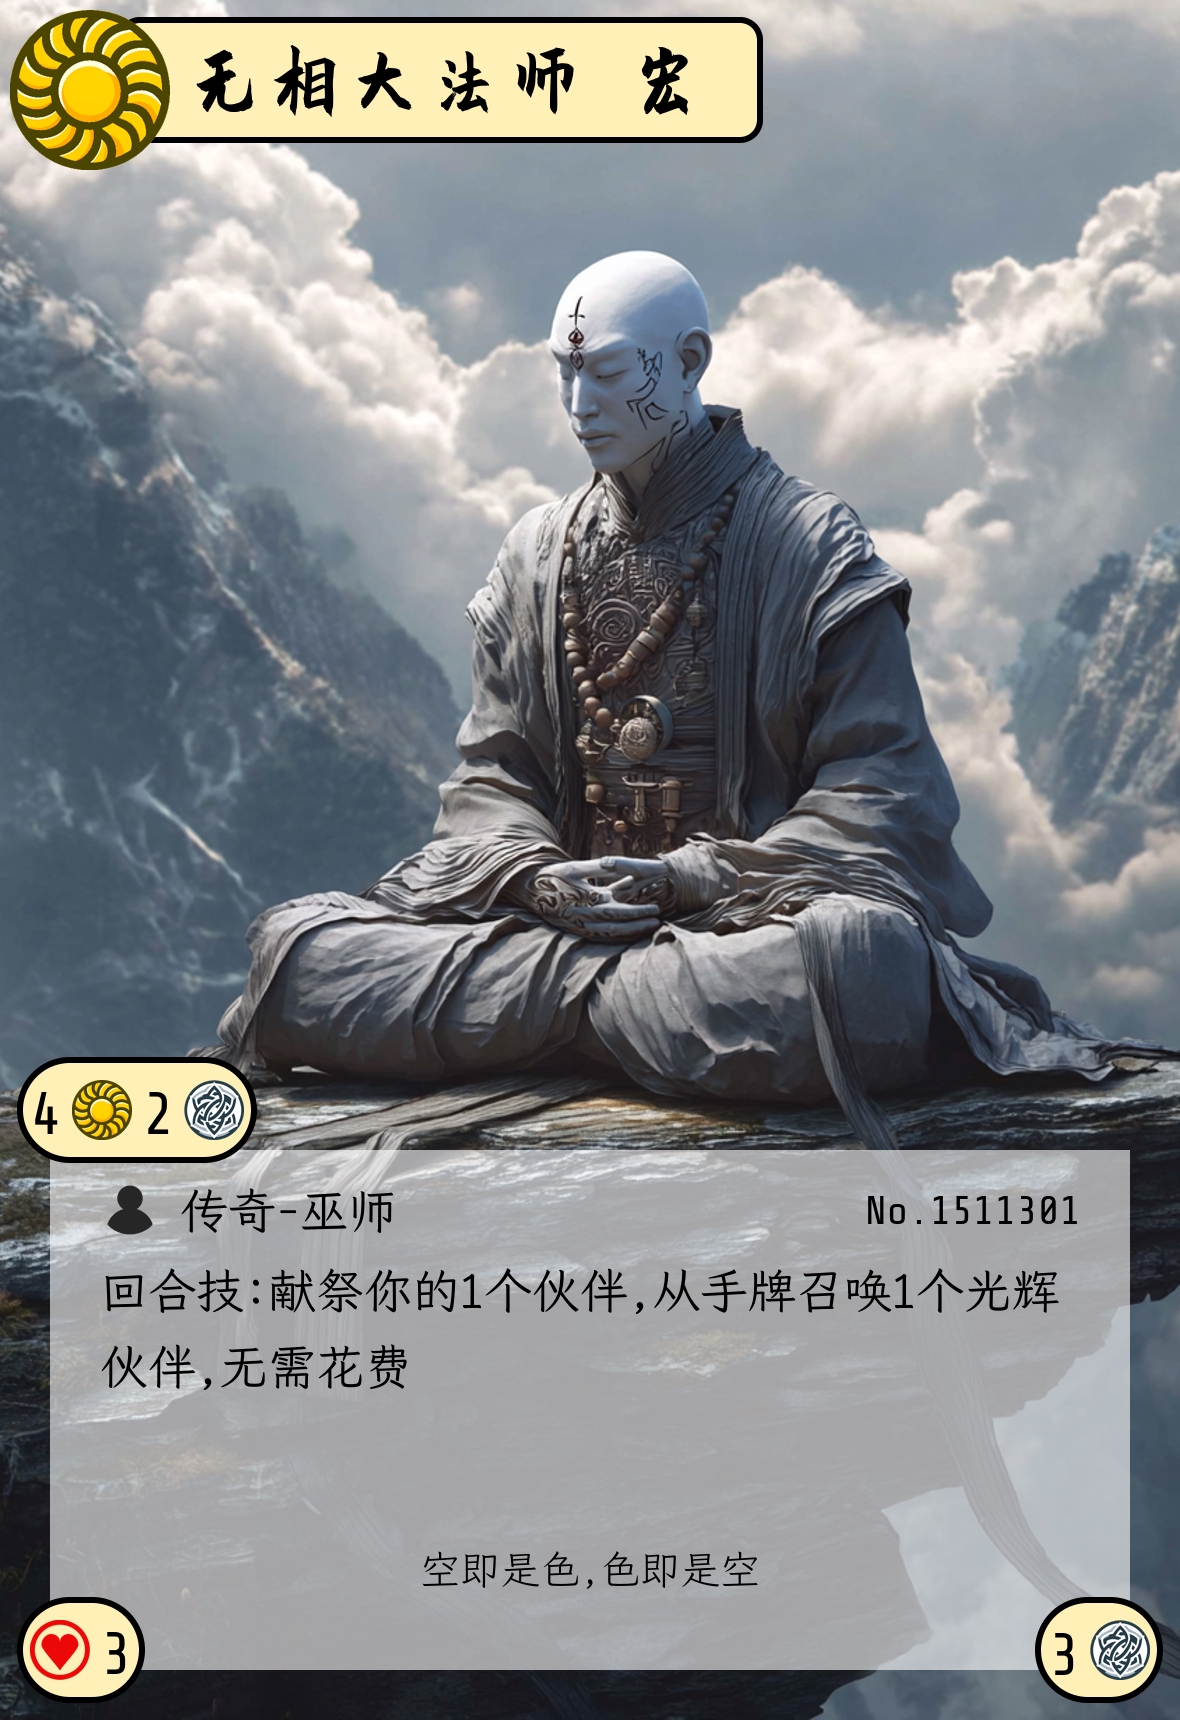 无相大法师 宏
4 2
传奇-巫师 No.1511301
回合技:献祭你的1个伙伴,从手牌召唤1个光辉
伙伴,无需花费
空即是色,色即是空
3 3